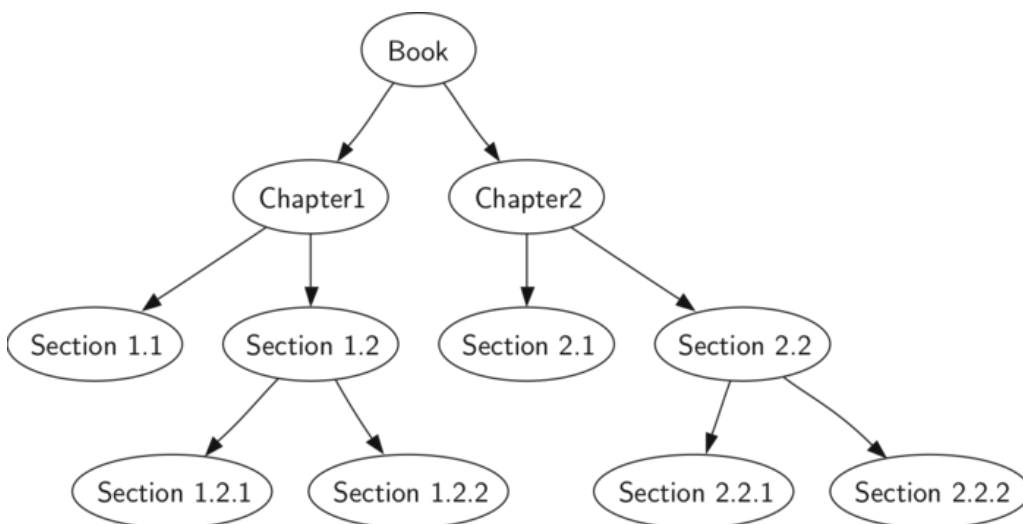 Book
Chapter1
Chapter2
Section 1.1
Section 1.2
Section 2.1
Section 2.2
Section 1.2.1
Section 1.2.2
Section 2.2.1
Section 2.2.2